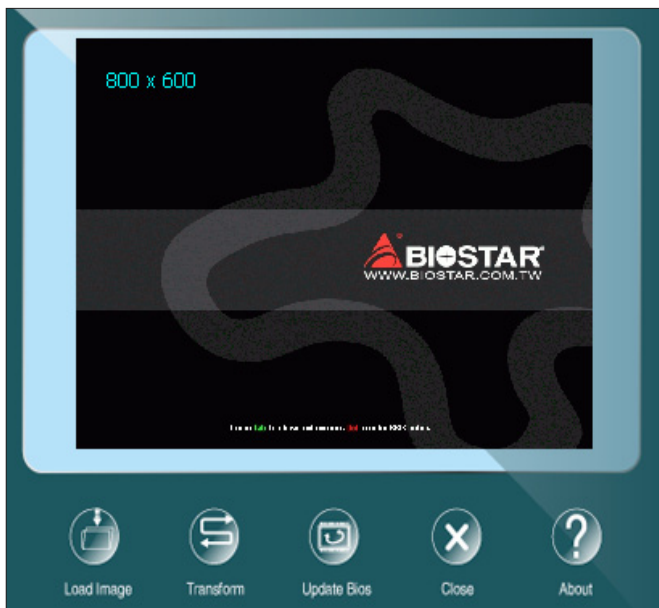 800 x 600
BIOSTAR
WWW.BIOSTAR.COM.TW
Load Image
Transform
Update Bios
Close
About